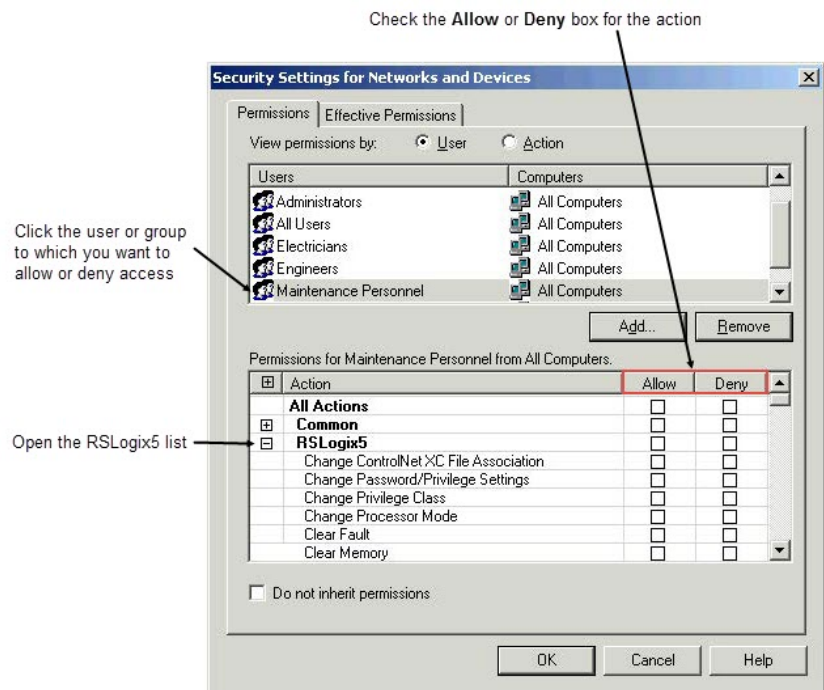 Check the Allow or Deny box for the action
Security Settings for Networks and Devices
Permissions
Effective Permissions
View permissions by:
User
Action
Users
Computers
Administrators
All Computers
All Users
All Computers
Electricians
All Computers
Engineers
All Computers
Maintenance Personnel
All Computers
Click the user or group
to which you want to
allow or deny access
Add...
Remove
Permissions for Maintenance Personnel from All Computers.
Action
Allow
Deny
All Actions
Common
Open the RSLogix5 list
RSLogix5
Change ControlNet XC File Association
Change Password/Privilege Settings
Change Privilege Class
Change Processor Mode
Clear Fault
Clear Memory
Do not inherit permissions
OK
Cancel
Help